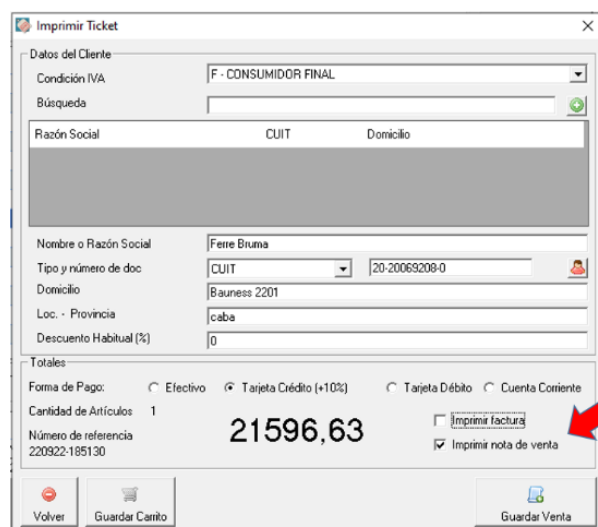 Imprimir Ticket
Datos del Cliente
Condición IVA F - CONSUMIDOR FINAL
Búsqueda
Razón Social CUIT Domicilio
Nombre o Razón Social Ferre Bruma
Tipo y número de doc CUIT 20-20069208-0
Domicilio Bauness 2201
Loc. - Provincia caba
Descuento Habitual (%) 0
Totales
Forma de Pago: Efectivo Tarjeta Crédito (+10%) Tarjeta Débito Cuenta Corriente
Cantidad de Artículos 1
Imprimir factura
Número de referencia 21596,63
Imprimir nota de venta
220922-185130
Volver Guardar Carrito Guardar Venta